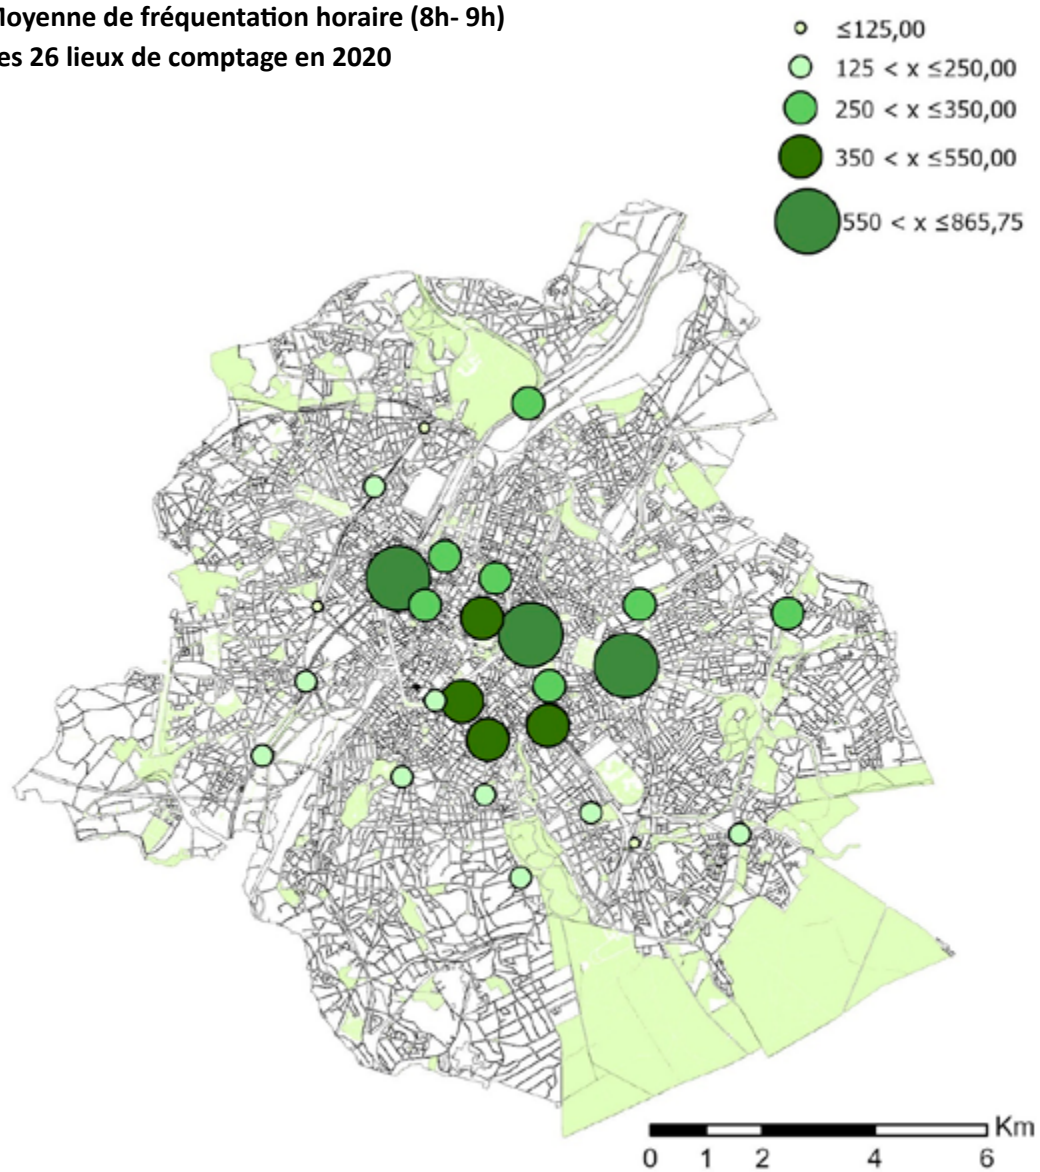 Moyenne de fréquentation horaire (8h- 9h)
es 26 lieux de comptage en 2020
≤125,00
125 < x ≤250,00
250 < x ≤350,00
350 < x ≤550,00
550 < x ≤865,75
Km
0 1 2 4 6